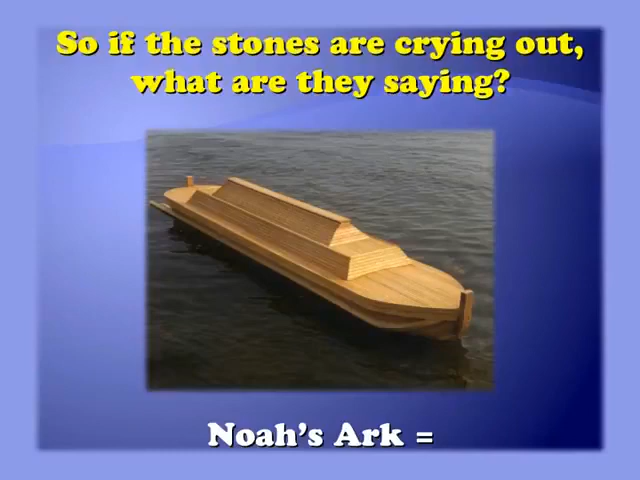 So if the stones are crying out,
what are they saying?
Noah's Ark =